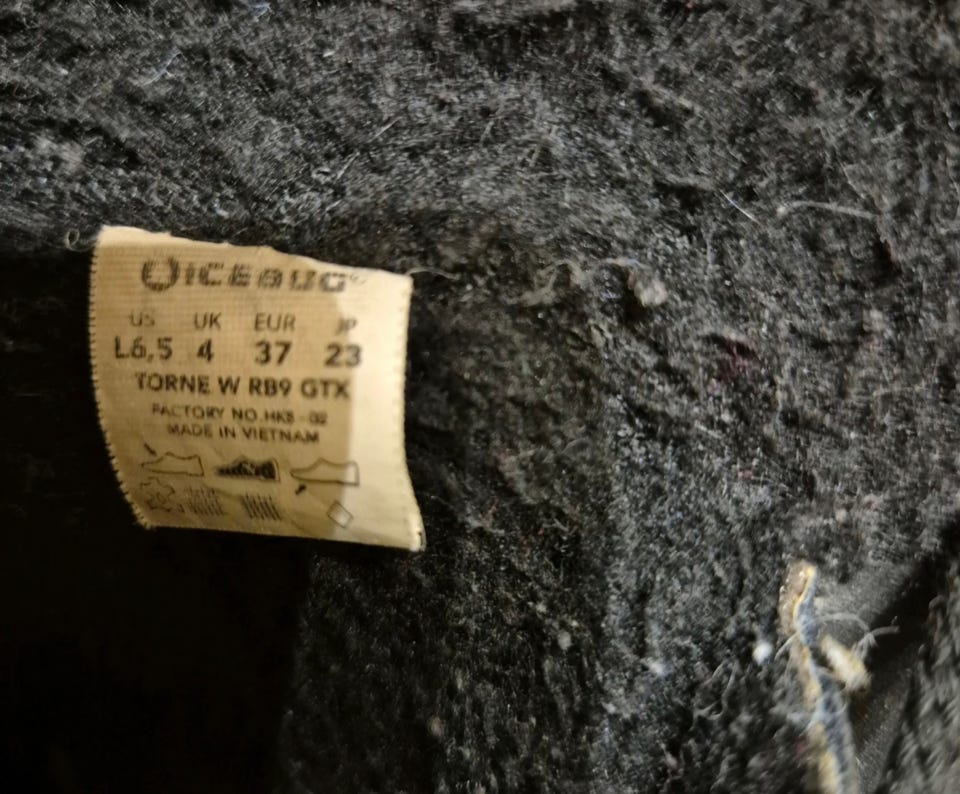 ICEBUG
US UK EUR JP
L6,5 4 37 23
TORNE W RB9 GTX
FACTORY NO.HK8-02
MADE IN VIETNAM